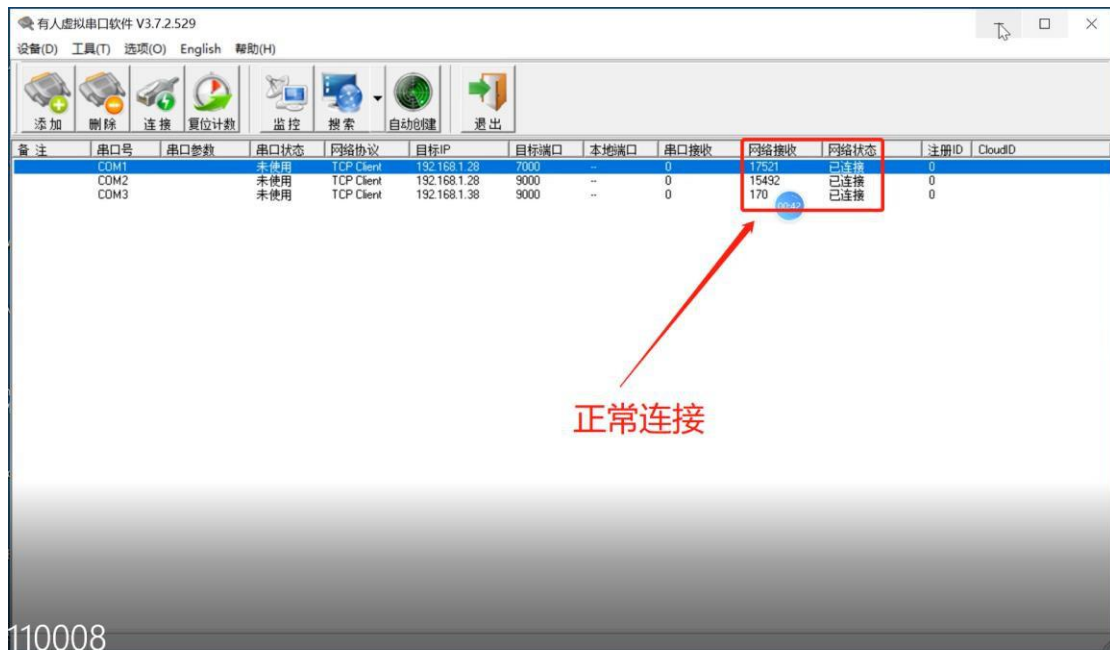 有人虚拟串口软件 V3.7.2.529
设备(D) 工具(T) 选项(O) English 帮助(H)
添加 删除 连接 复位计数 监控 搜索 自动创建 退出
备注 串口号 串口参数 串口状态 网络协议 目标IP 目标端口 本地端口 串口接收 网络接收 网络状态 注册ID CloudID
COM1 未使用 TCP Client 192.168.1.28 7000 -- 0 17521 已连接 0
COM2 未使用 TCP Client 192.168.1.28 9000 -- 0 15492 已连接 0
COM3 未使用 TCP Client 192.168.1.38 9000 -- 0 170 已连接 0
00:42
正常连接
110008